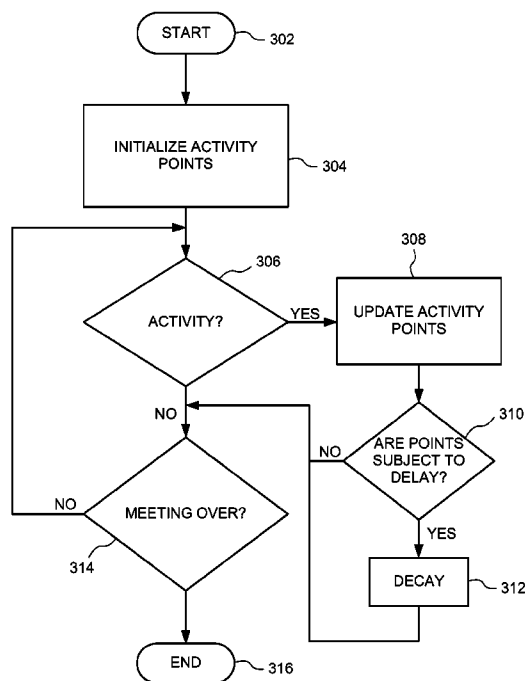 START
302
INITIALIZE ACTIVITY
POINTS
304
306
ACTIVITY?
YES
308
UPDATE ACTIVITY
POINTS
NO
310
ARE POINTS
SUBJECT TO
DELAY?
NO
YES
MEETING OVER?
NO
314
DECAY
312
END
316